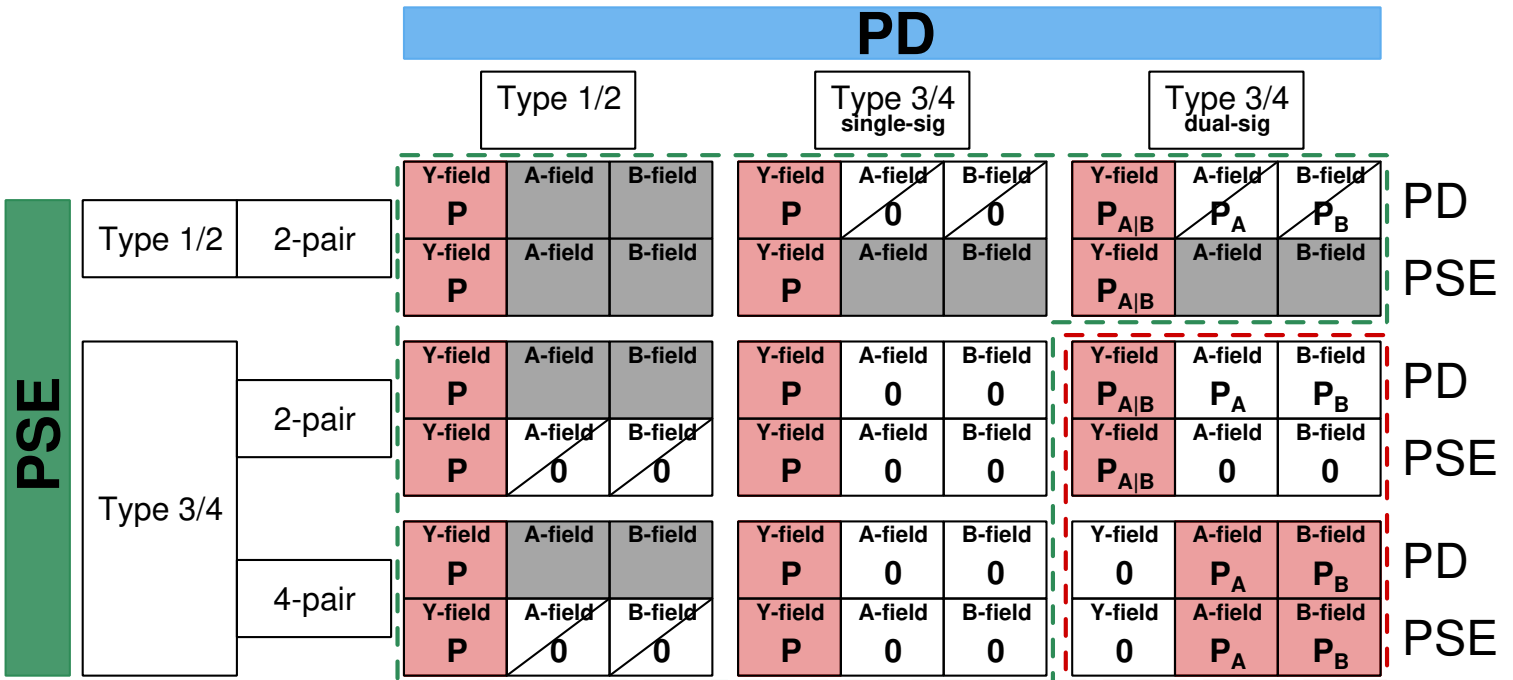 PD
Type 1/2 Type 3/4 Type 3/4
single-sig dual-sig
Y-field A-field B-field Y-field A-field B-field Y-field A-field B-field PD
P P 0 0 PA|B PA PB
Type 1/2 2-pair
Y-field A-field B-field Y-field A-field B-field Y-field A-field B-field PSE
P P PA|B
PSE
Y-field A-field B-field Y-field A-field B-field Y-field A-field B-field PD
P P 0 0 PA|B PA PB
2-pair
Y-field A-field B-field Y-field A-field B-field Y-field A-field B-field PSE
P 0 0 P 0 0 PA|B 0 0
Type 3/4
Y-field A-field B-field Y-field A-field B-field Y-field A-field B-field PD
P P 0 0 0 PA PB
4-pair
Y-field A-field B-field Y-field A-field B-field Y-field A-field B-field PSE
P 0 0 P 0 0 0 PA PB